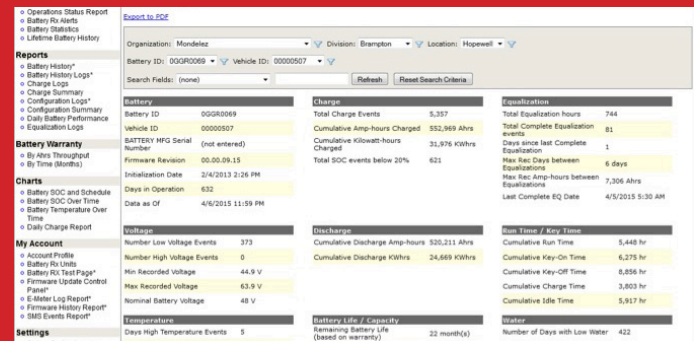 Operations Status Report
Battery Rx Alerts
Battery Statistics
Lifetime Battery History
Reports
Battery History*
Battery History Logs*
Charge Logs
Charge Summary
Configuration Logs*
Configuration Summary
Daily Battery Performance
Equalization Logs
Battery Warranty
By Ahrs Throughput
By Time (Months)
Charts
Battery SOC and Schedule
Battery SOC Over Time
Battery Temperature Over
Time
Daily Charge Report
My Account
Account Profile
Battery Rx Units
Battery RX Test Page*
Firmware Update Control
Panel*
E-Meter Log Report*
Firmware History Report*
SMS Events Report*
Settings
Export to PDF
Organization: Mondelez Division: Brampton Location: Hopewell
Battery ID: 0GGR0069 Vehicle ID: 00000507
Search Fields: (none) Refresh Reset Search Criteria
Battery
Battery ID 0GGR0069
Vehicle ID 00000507
BATTERY MFG Serial
Number (not entered)
Firmware Revision 00.00.09.15
Initialization Date 2/4/2013 2:26 PM
Days in Operation 632
Data as Of 4/6/2015 11:59 PM
Charge
Total Charge Events 5,357
Cumulative Amp-hours Charged 552,969 Ahrs
Cumulative Kilowatt-hours
Charged 31,976 KWhrs
Total SOC events below 20% 621
Equalization
Total Equalization hours 744
Total Complete Equalization
events 81
Days since last Complete
Equalization 1
Max Rec Days between
Equalizations 6 days
Max Rec Amp-hours between
Equalizations 7,306 Ahrs
Last Complete EQ Date 4/5/2015 5:30 AM
Voltage
Number Low Voltage Events 373
Number High Voltage Events 0
Min Recorded Voltage 44.9 V
Max Recorded Voltage 63.9 V
Nominal Battery Voltage 48 V
Discharge
Cumulative Discharge Amp-hours 520,211 Ahrs
Cumulative Discharge KWhrs 24,669 KWhrs
Run Time / Key Time
Cumulative Run Time 5,448 hr
Cumulative Key-On Time 6,275 hr
Cumulative Key-Off Time 8,856 hr
Cumulative Charge Time 3,803 hr
Cumulative Idle Time 5,917 hr
Temperature
Days High Temperature Events 5
Battery Life / Capacity
Remaining Battery Life
(based on warranty) 22 month(s)
Water
Number of Days with Low Water 422